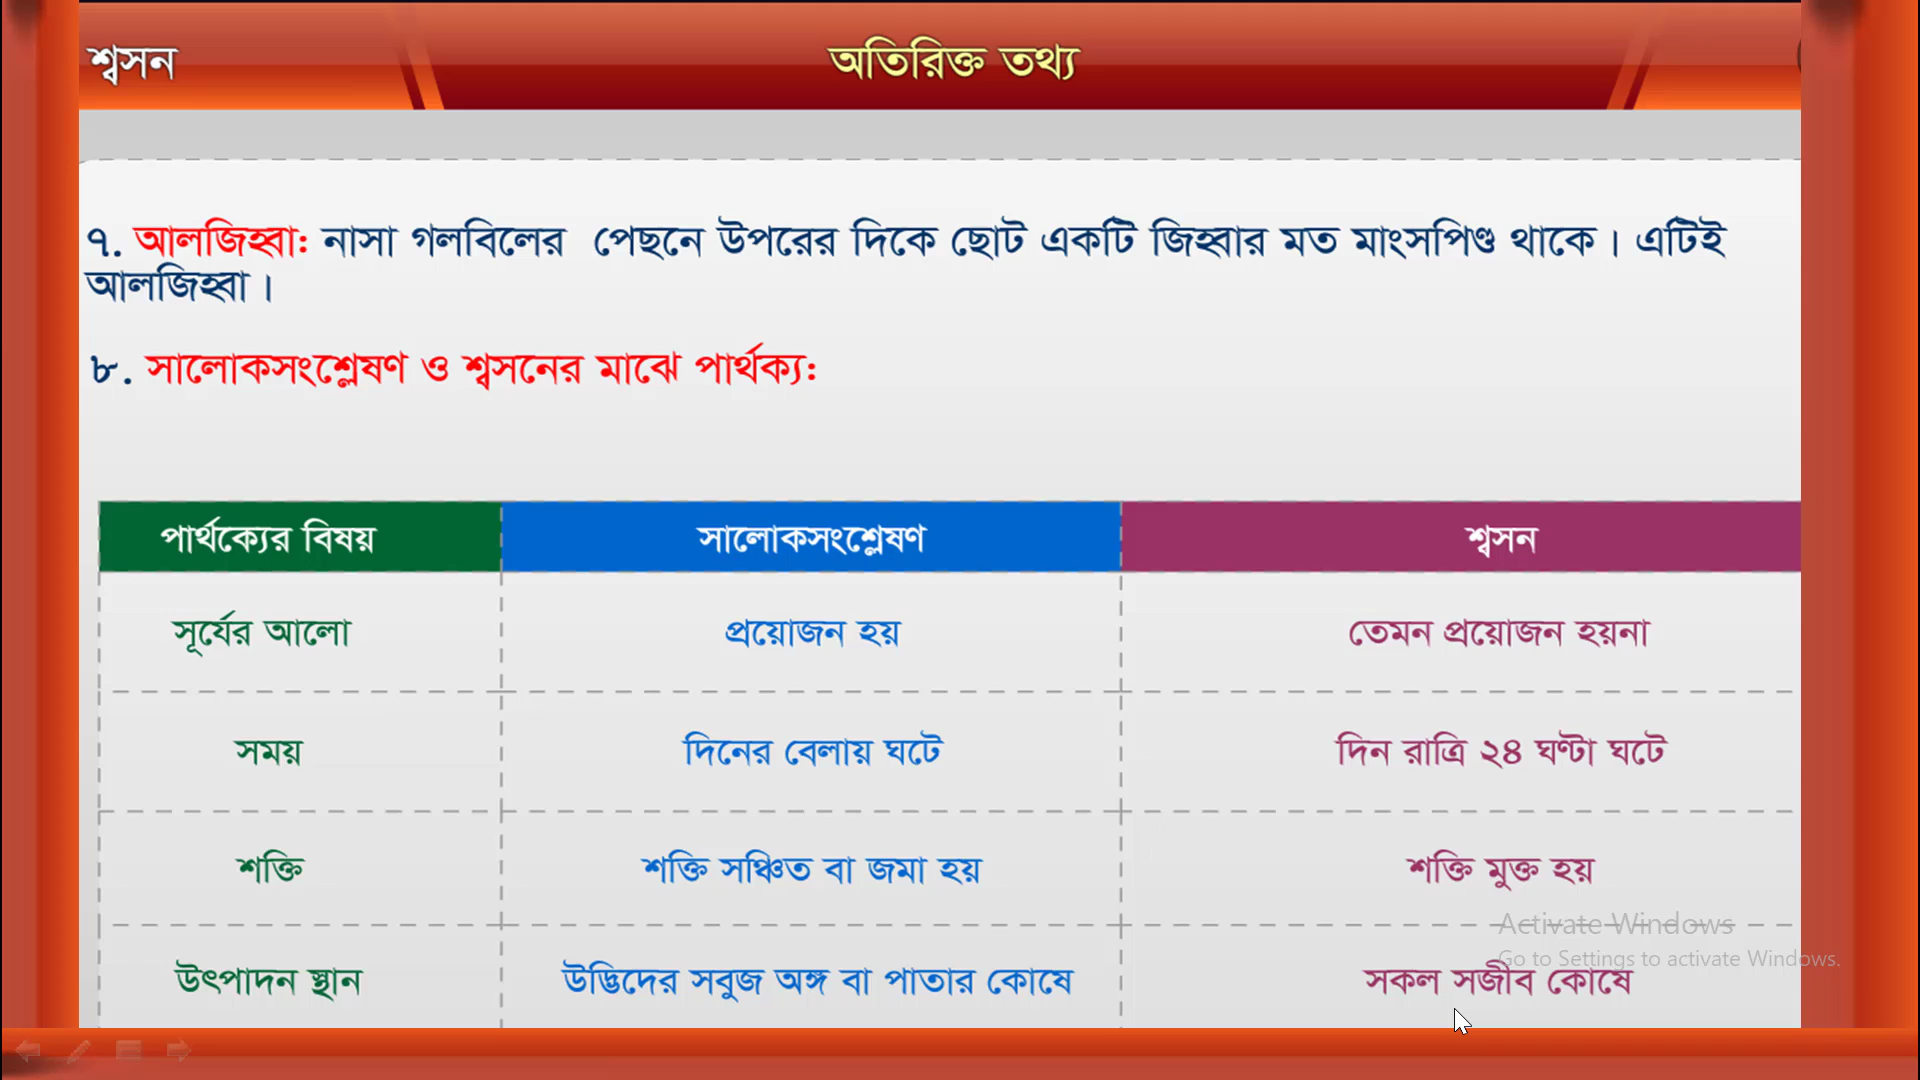 শ্বসন
অতিরিক্ত তথ্য
৭. আলজিহ্বা: নাসা গলবিলের পেছনে উপরের দিকে ছোট একটি জিহ্বার মত মাংসপিণ্ড থাকে। এটিই
আলজিহ্বা।
৮. সালোকসংশ্লেষণ ও শ্বসনের মাঝে পার্থক্য:
পার্থক্যের বিষয় সালোকসংশ্লেষণ শ্বসন
সূর্যের আলো প্রয়োজন হয় তেমন প্রয়োজন হয়না
সময় দিনের বেলায় ঘটে দিন রাত্রি ২৪ ঘণ্টা ঘটে
শক্তি শক্তি সঞ্চিত বা জমা হয় শক্তি মুক্ত হয়
উৎপাদন স্থান উদ্ভিদের সবুজ অঙ্গ বা পাতার কোষে সকল সজীব কোষে
Activate Windows
Go to Settings to activate Windows.